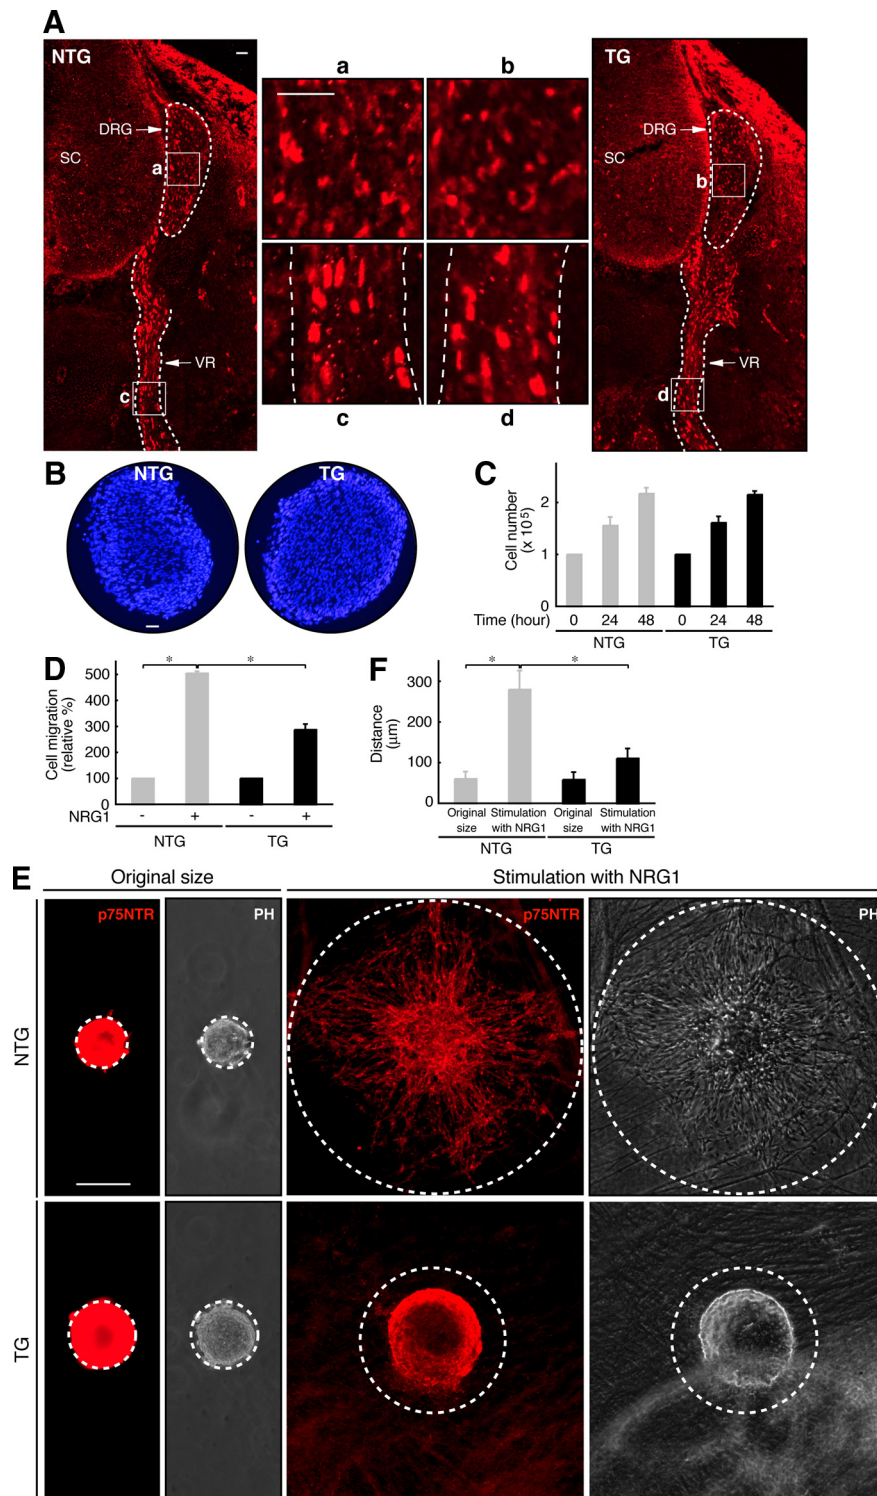 A
NTG
a
b
TG
DRG
SC
a
DRG
SC
b
VR
c
VR
d
c
d
B
NTG
TG
C
Cell number
(x 10⁵)
2
1
0
Time (hour)
0 24 48 0 24 48
NTG TG
D
Cell migration
(relative %)
500
400
300
200
100
0
* *
NRG1 - + - +
NTG TG
F
Distance
(µm)
300
200
100
0
* *
Original size
Stimulation with NRG1
Original size
Stimulation with NRG1
NTG TG
E
Original size
Stimulation with NRG1
p75NTR
PH
p75NTR
PH
NTG
TG